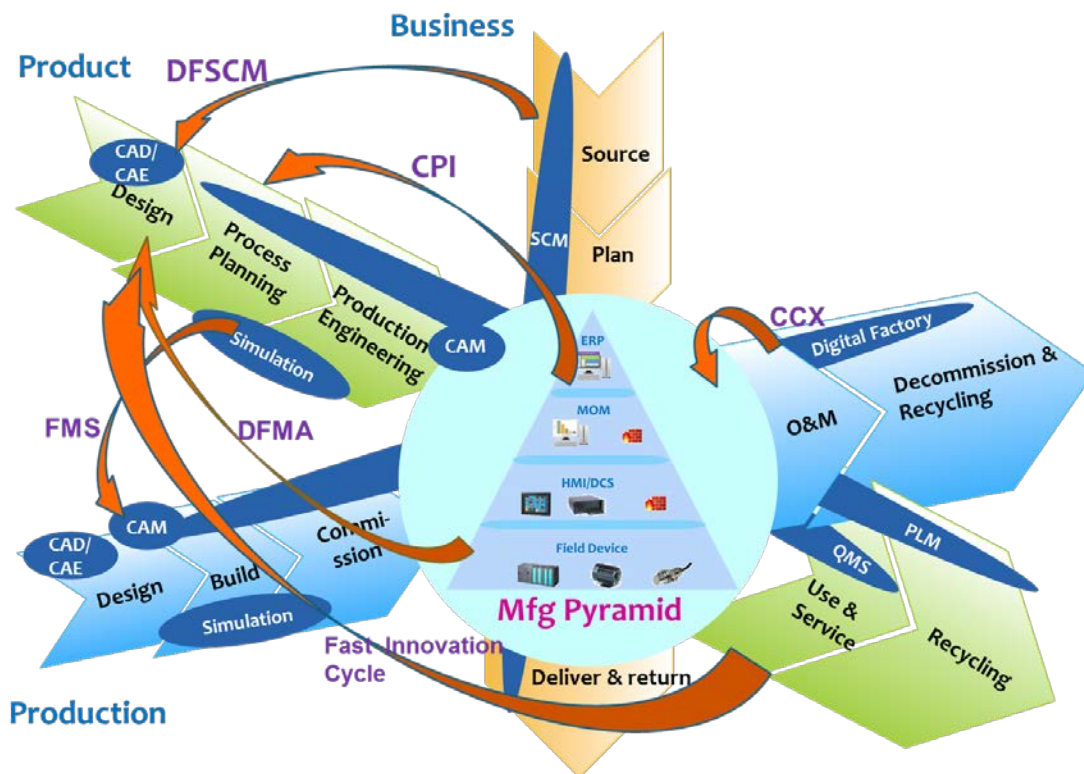 Business
Product
DFSCM
CAD/
CAE
Design
CPI
Source
Process
Planning
SCM
Plan
Production
Engineering
CAM
Simulation
CCX
Digital Factory
Decommission &
Recycling
O&M
ERP
MOM
HMI/DCS
Field Device
Mfg Pyramid
FMS
DFMA
CAM
CAD/
CAE
Design
Build
Commi-
ssion
Simulation
PLM
QMS
Use &
Service
Recycling
Fast Innovation
Cycle
Deliver & return
Production